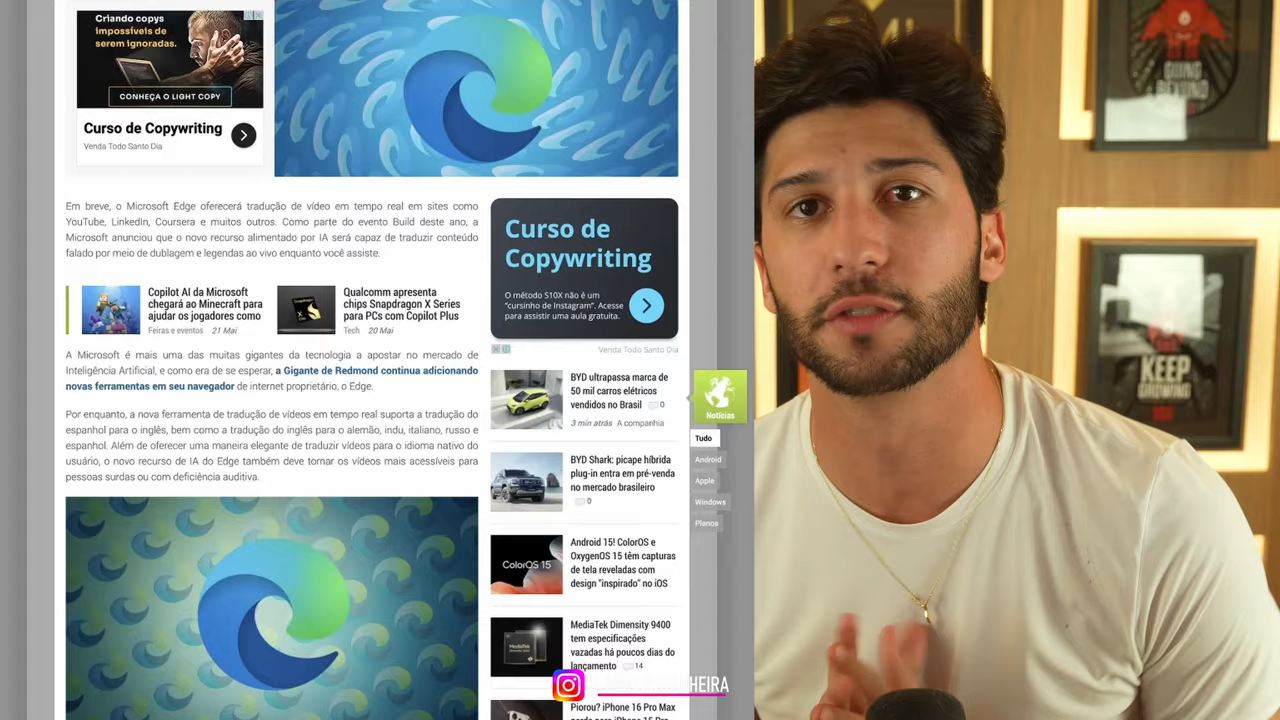 Criando copys
impossíveis de
serem ignoradas.
CONHEÇA O LIGHT COPY
Curso de Copywriting
Venda Todo Santo Dia
Em breve, o Microsoft Edge oferecerá tradução de vídeo em tempo real em sites como
YouTube, LinkedIn, Coursera e muitos outros. Como parte do evento Build deste ano, a
Microsoft anunciou que o novo recurso alimentado por IA será capaz de traduzir conteúdo
falado por meio de dublagem e legendas ao vivo enquanto você assiste.
Copilot AI da Microsoft
chegará ao Minecraft para
ajudar os jogadores como
Feiras e eventos 21 Mai
Qualcomm apresenta
chips Snapdragon X Series
para PCs com Copilot Plus
Tech 20 Mai
A Microsoft é mais uma das muitas gigantes da tecnologia a apostar no mercado de
Inteligência Artificial, e como era de se esperar, a Gigante de Redmond continua adicionando
novas ferramentas em seu navegador de internet proprietário, o Edge.
Por enquanto, a nova ferramenta de tradução de vídeos em tempo real suporta a tradução do
espanhol para o inglês, bem como a tradução do inglês para o alemão, indu, italiano, russo e
espanhol. Além de oferecer uma maneira elegante de traduzir vídeos para o idioma nativo do
usuário, o novo recurso de IA do Edge também deve tornar os vídeos mais acessíveis para
pessoas surdas ou com deficiência auditiva.
Curso de
Copywriting
O método S10X não é um
"cursinho de Instagram". Acesse
para assistir uma aula gratuita.
Venda Todo Santo Dia
BYD ultrapassa marca de
50 mil carros elétricos
vendidos no Brasil 0
3 min atrás A companhia
BYD Shark: picape híbrida
plug-in entra em pré-venda
no mercado brasileiro
0
ColorOS 15
Android 15! ColorOS e
OxygenOS 15 têm capturas
de tela reveladas com
design "inspirado" no iOS
MediaTek
MediaTek Dimensity 9400
tem especificações
vazadas há poucos dias do
lançamento 14
Piorou? iPhone 16 Pro Max
Notícias
Tudo
Android
Apple
Windows
Planos
HEIRA
GOING
BEYOND
KEEP
GROWING